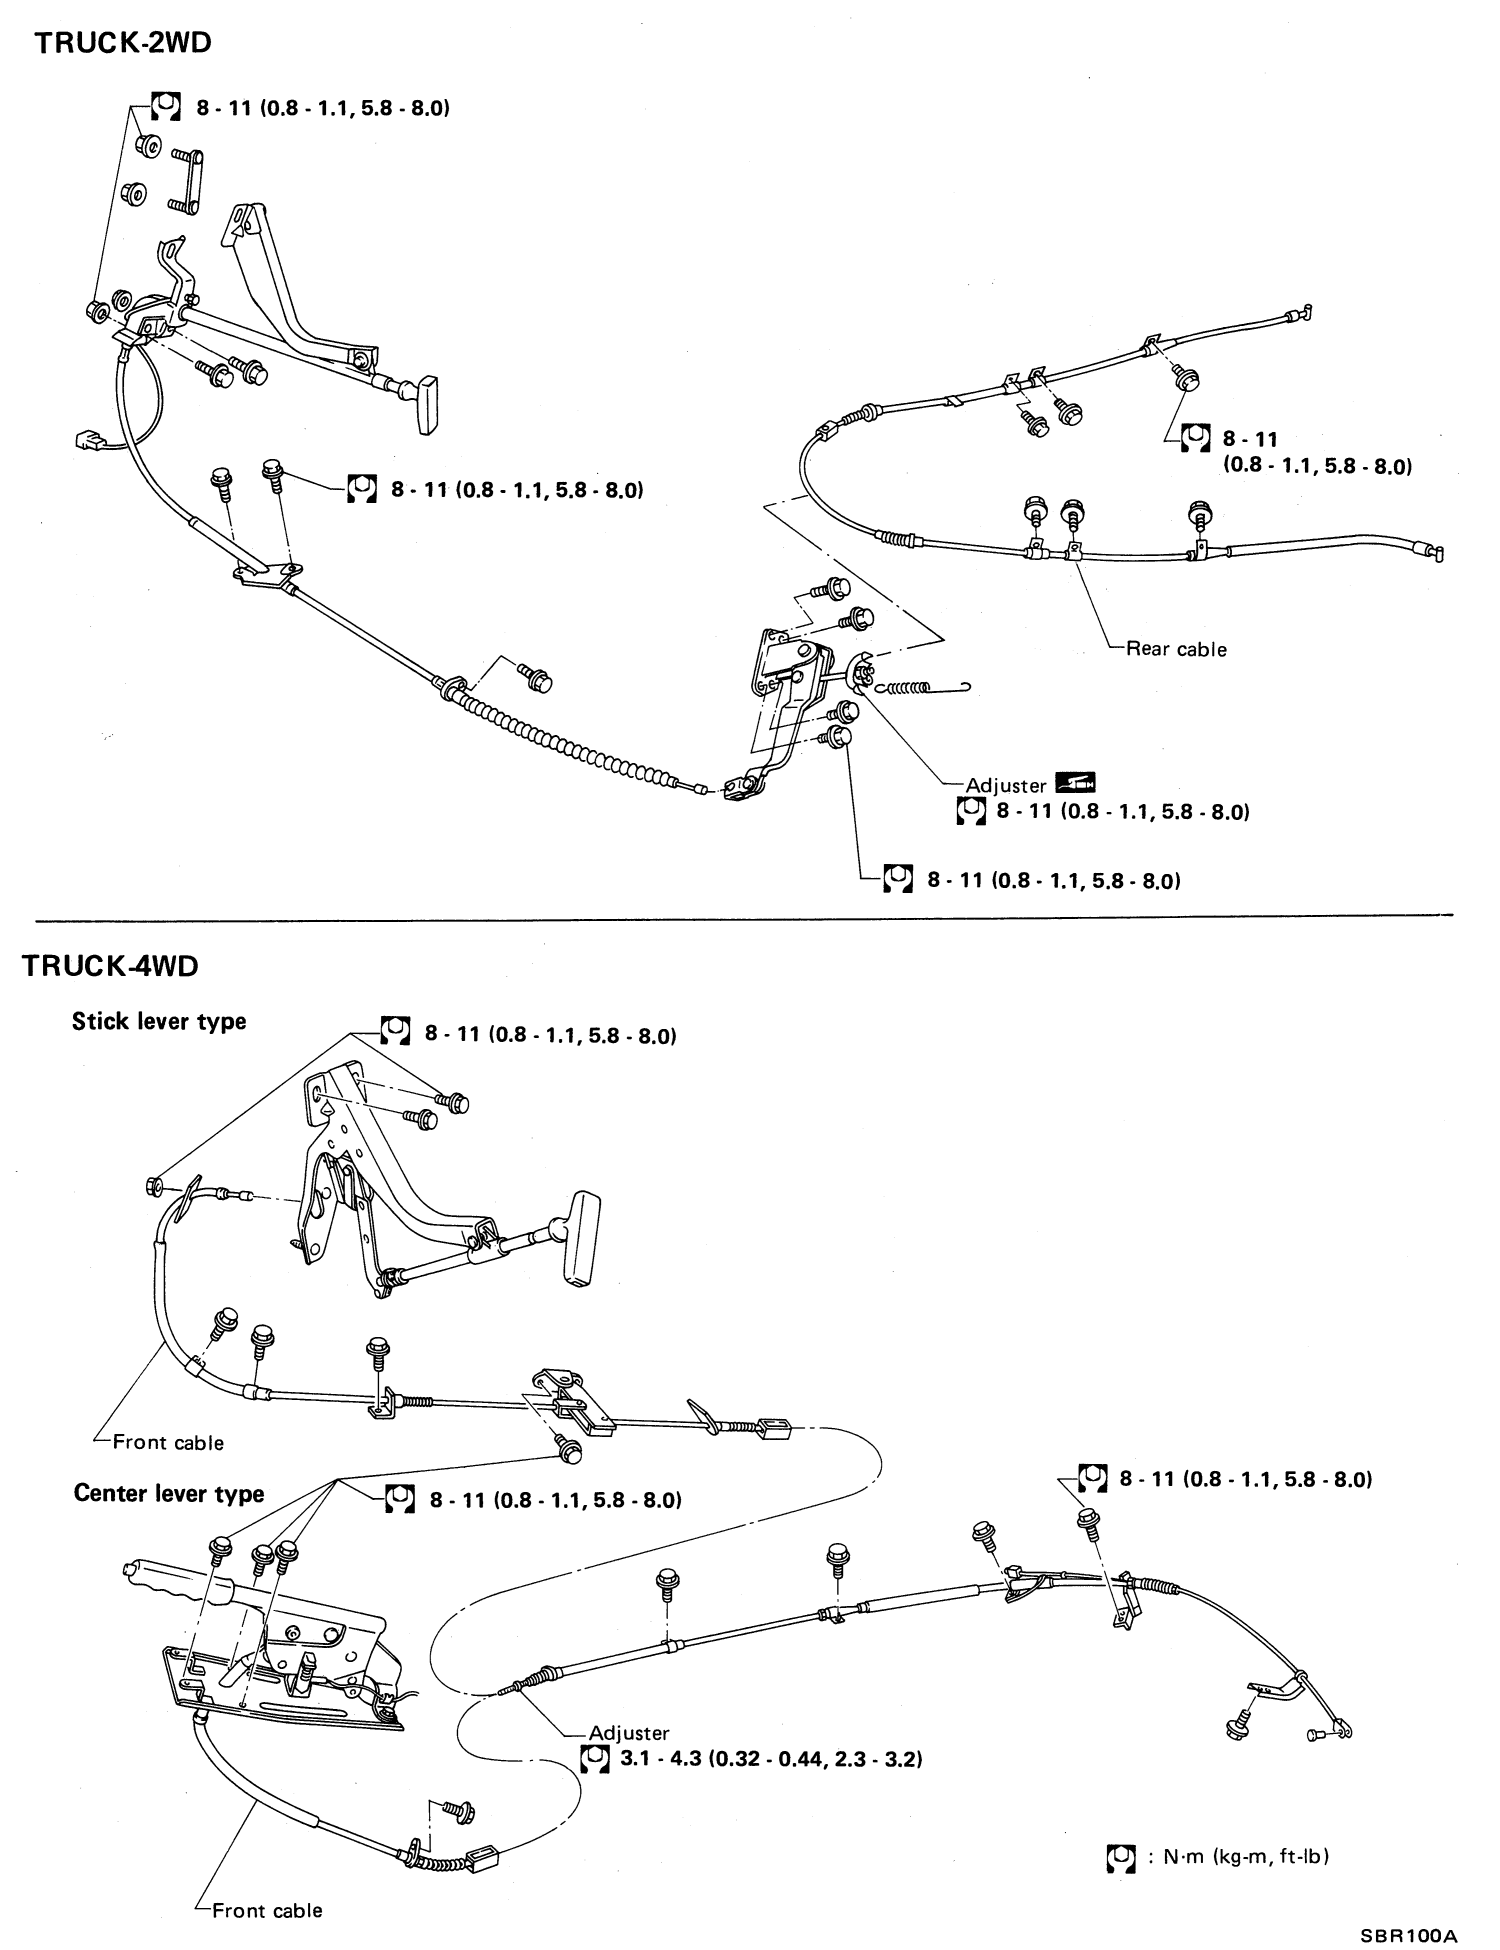 TRUCK-2WD
8 - 11 (0.8 - 1.1, 5.8 - 8.0)
8 - 11 (0.8 - 1.1, 5.8 - 8.0)
8 - 11
(0.8 - 1.1, 5.8 - 8.0)
Rear cable
Adjuster
8 - 11 (0.8 - 1.1, 5.8 - 8.0)
8 - 11 (0.8 - 1.1, 5.8 - 8.0)
TRUCK-4WD
Stick lever type
8 - 11 (0.8 - 1.1, 5.8 - 8.0)
Front cable
Center lever type
8 - 11 (0.8 - 1.1, 5.8 - 8.0)
8 - 11 (0.8 - 1.1, 5.8 - 8.0)
Adjuster
3.1 - 4.3 (0.32 - 0.44, 2.3 - 3.2)
Front cable
: N·m (kg-m, ft-lb)
SBR100A